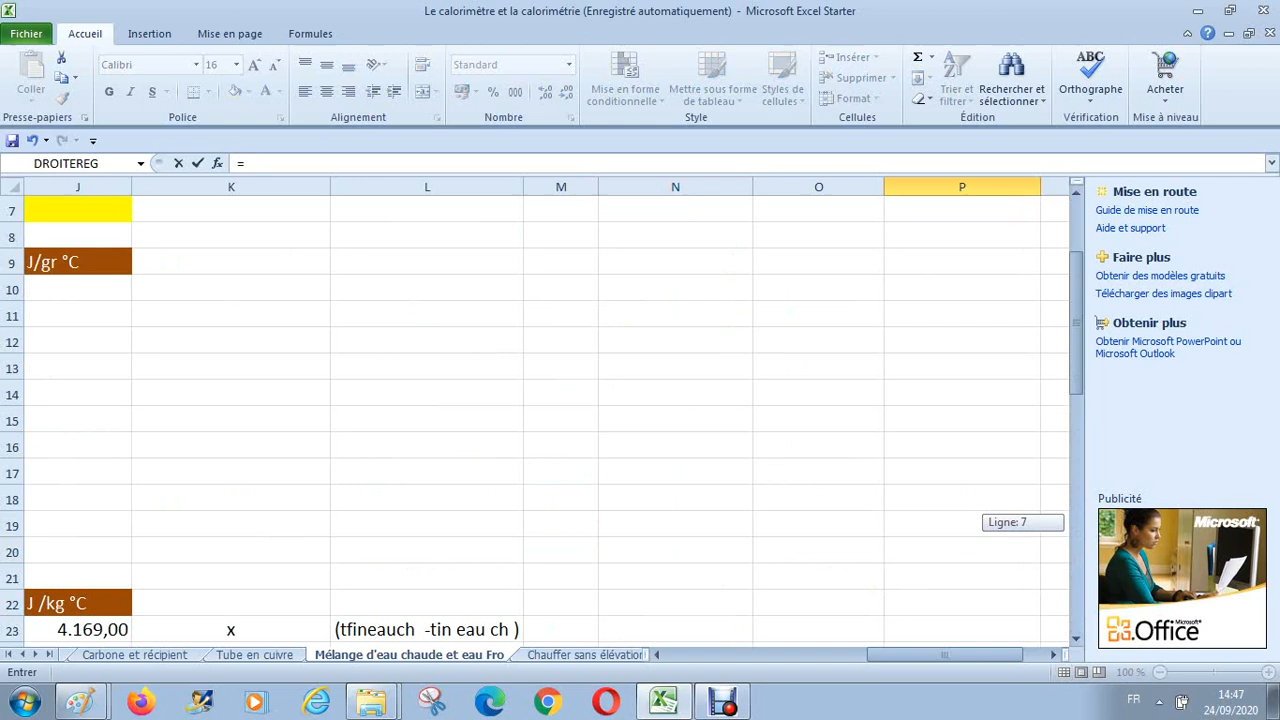 Le calorimètre et la calorimétrie (Enregistré automatiquement) - Microsoft Excel Starter
Fichier Accueil Insertion Mise en page Formules
Coller
Presse-papiers
Calibri 16
G I S A
Police
Alignement
Standard
% 000
Nombre
Mise en forme conditionnelle
Mettre sous forme de tableau
Styles de cellules
Style
Insérer
Supprimer
Format
Cellules
Σ
Trier et filtrer
Rechercher et sélectionner
Édition
ABC
Orthographe
Vérification
Acheter
Mise à niveau
DROITEREG fx =
J K L M N O P
7
8
9 J/gr °C
10
11
12
13
14
15
16
17
18
19
20
21
22 J /kg °C
23 4.169,00 x (tfineauch -tin eau ch )
Ligne: 7
Mise en route
Guide de mise en route
Aide et support
Faire plus
Obtenir des modèles gratuits
Télécharger des images clipart
Obtenir plus
Obtenir Microsoft PowerPoint ou
Microsoft Outlook
Publicité
Microsoft
Microsoft
Office
Carbone et récipient Tube en cuivre Mélange d'eau chaude et eau Fro Chauffer sans élévation
Entrer 100 %
FR 14:47
24/09/2020